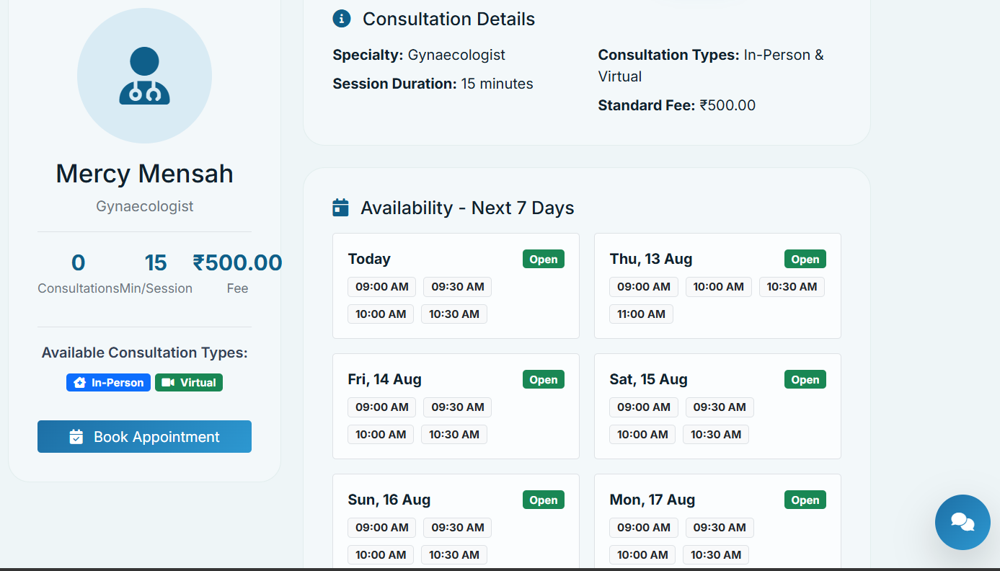 Mercy Mensah
Gynaecologist
0 15 ₹500.00
Consultations Min/Session Fee
Available Consultation Types:
In-Person Virtual
Book Appointment
Consultation Details
Specialty: Gynaecologist
Session Duration: 15 minutes
Consultation Types: In-Person &
Virtual
Standard Fee: ₹500.00
Availability - Next 7 Days
Today Open
09:00 AM 09:30 AM
10:00 AM 10:30 AM
Thu, 13 Aug Open
09:00 AM 10:00 AM 10:30 AM
11:00 AM
Fri, 14 Aug Open
09:00 AM 09:30 AM
10:00 AM 10:30 AM
Sat, 15 Aug Open
09:00 AM 09:30 AM
10:00 AM 10:30 AM
Sun, 16 Aug Open
09:00 AM 09:30 AM
10:00 AM 10:30 AM
Mon, 17 Aug Open
09:00 AM 09:30 AM
10:00 AM 10:30 AM